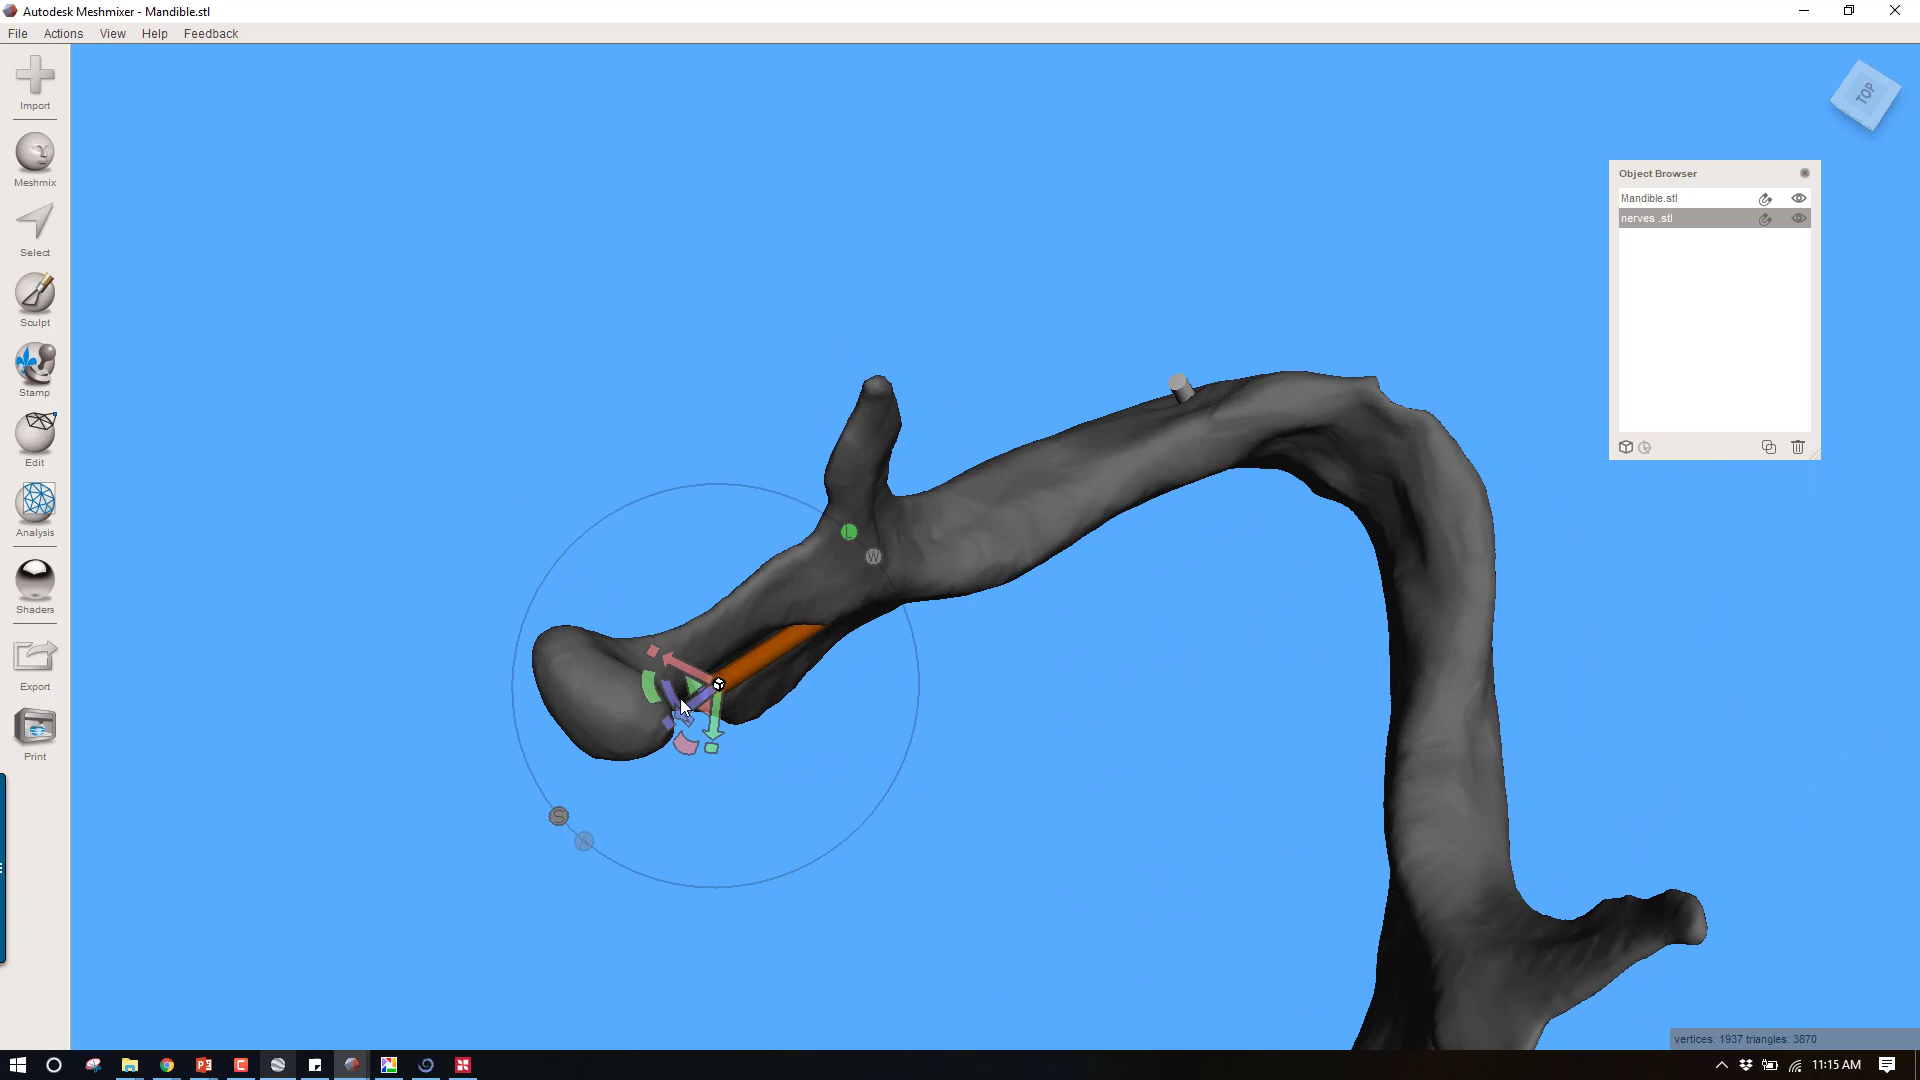 Autodesk Meshmixer - Mandible.stl
File Actions View Help Feedback
Import
Meshmix
Select
Sculpt
Stamp
Edit
Analysis
Shaders
Export
Print
TOP
Object Browser
Mandible.stl
nerves .stl
L
W
S
A
vertices: 1937 triangles: 3870
11:15 AM